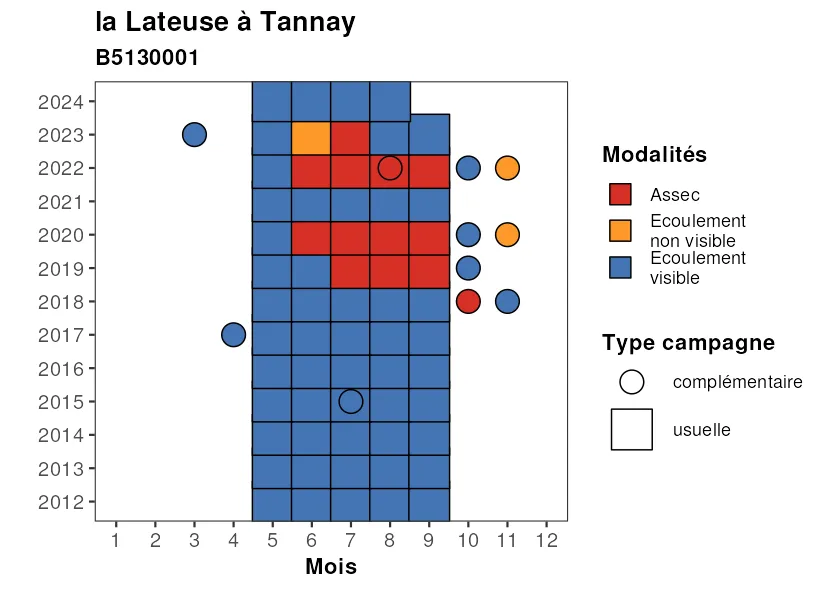 la Lateuse à Tannay
B5130001
2024
2023
2022
2021
2020
2019
2018
2017
2016
2015
2014
2013
2012
1 2 3 4 5 6 7 8 9 10 11 12
Mois
Modalités
Assec
Ecoulement
non visible
Ecoulement
visible
Type campagne
complémentaire
usuelle